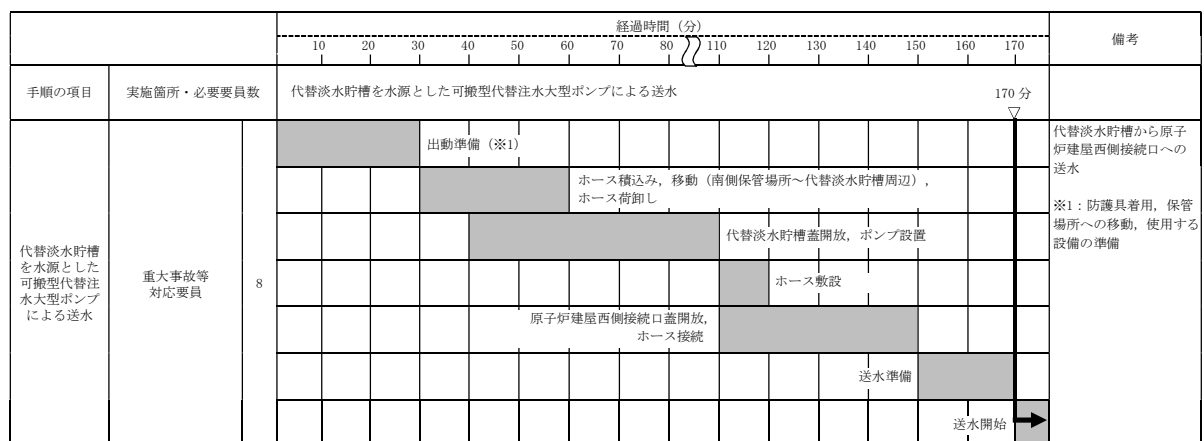 経過時間（分）
備考
10 20 30 40 50 60 70 80 110 120 130 140 150 160 170
手順の項目
実施箇所・必要要員数
代替淡水貯槽を水源とした可搬型代替注水大型ポンプによる送水
170 分
代替淡水貯槽
を水源とした
可搬型代替注
水大型ポンプ
による送水
重大事故等
対応要員
8
出動準備（※1）
ホース積込み，移動（南側保管場所～代替淡水貯槽周辺），
ホース荷卸し
代替淡水貯槽蓋開放，ポンプ設置
ホース敷設
原子炉建屋西側接続口蓋開放，
ホース接続
送水準備
送水開始
代替淡水貯槽から原子
炉建屋西側接続口への
送水
※1：防護具着用，保管
場所への移動，使用する
設備の準備